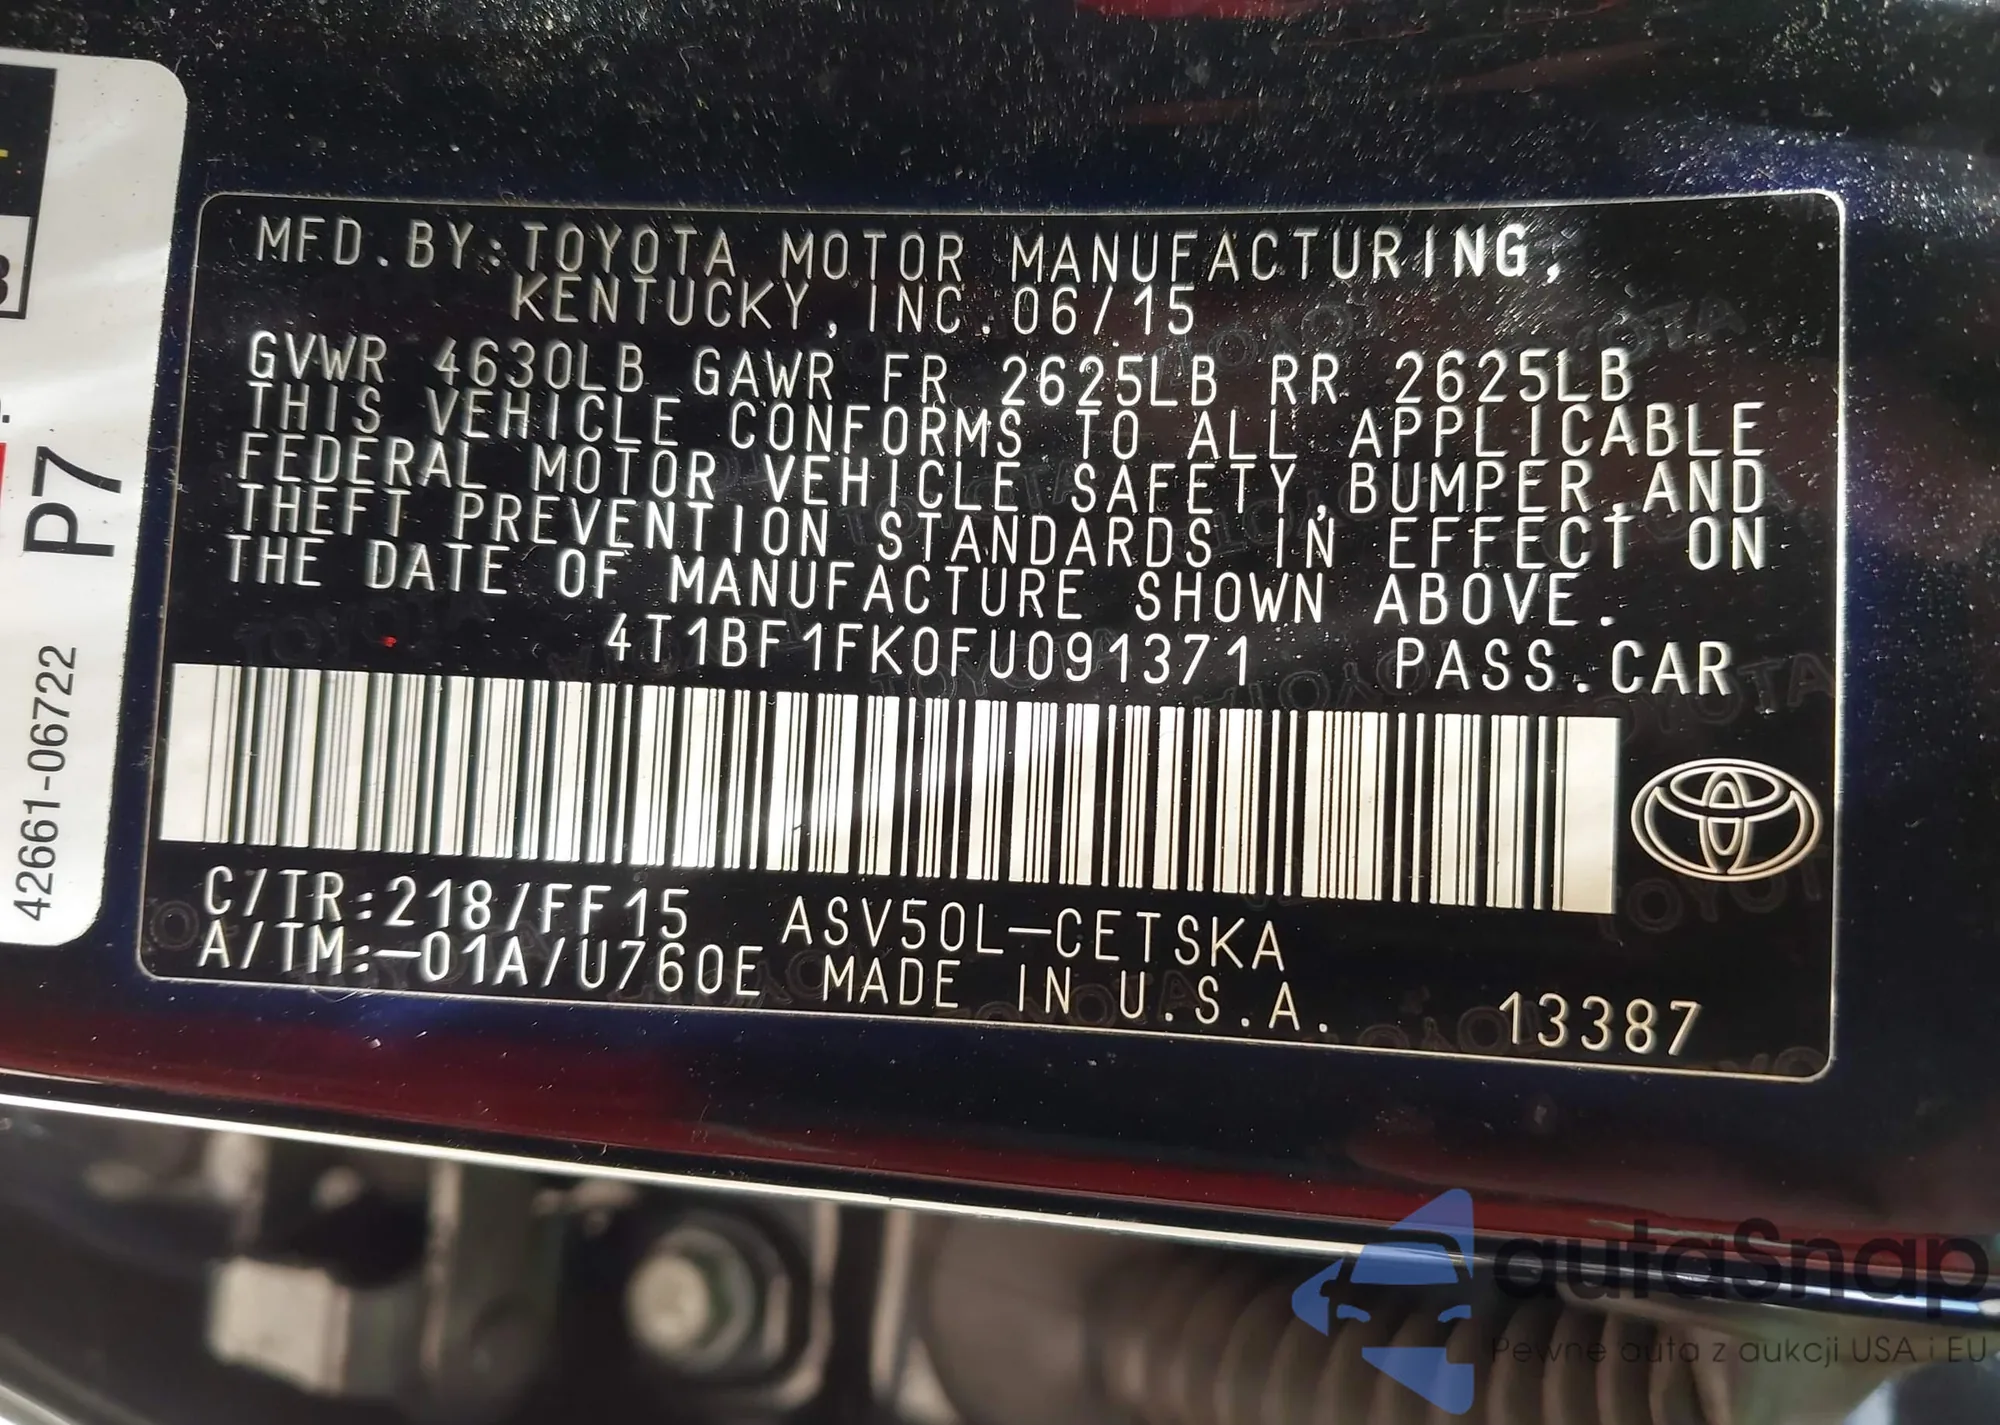 MFD.BY:TOYOTA MOTOR MANUFACTURING,
KENTUCKY, INC.06/15
GVWR 4630LB GAWR FR 2625LB RR 2625LB
THIS VEHICLE CONFORMS TO ALL APPLICABLE
FEDERAL MOTOR VEHICLE SAFETY,BUMPER,AND
THEFT PREVENTION STANDARDS IN EFFECT ON
THE DATE OF MANUFACTURE SHOWN ABOVE.
4T1BF1FK0FU091371 PASS.CAR
C/TR:218/FF15 ASV50L-CETSKA
A/TM:-01A/U760E MADE IN U.S.A. 13387
P7
42661-06722
autaSnap
Pewne auta z aukcji USA i EU